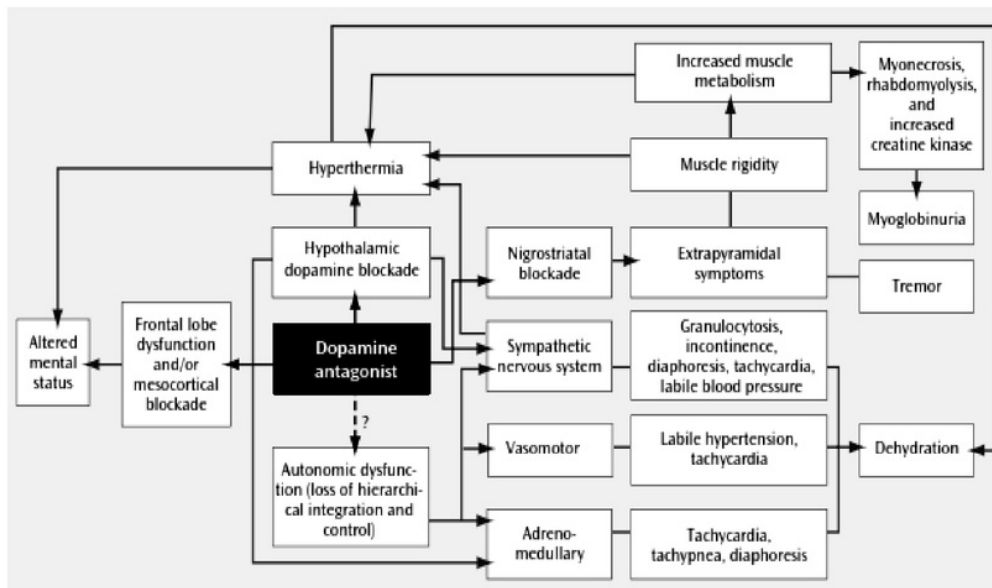 Increased muscle
metabolism
Myonecrosis,
rhabdomyolysis,
and
increased
creatine kinase
Hyperthermia
Muscle rigidity
Myoglobinuria
Hypothalamic
dopamine blockade
Nigrostriatal
blockade
Extrapyramidal
symptoms
Tremor
Altered
mental
status
Frontal lobe
dysfunction
and/or
mesocortical
blockade
Dopamine
antagonist
Sympathetic
nervous system
Granulocytosis,
incontinence,
diaphoresis, tachycardia,
labile blood pressure
?
Autonomic dysfunc-
tion (loss of hierarchi-
cal integration and
control)
Vasomotor
Labile hypertension,
tachycardia
Dehydration
Adreno-
medullary
Tachycardia,
tachypnea, diaphoresis